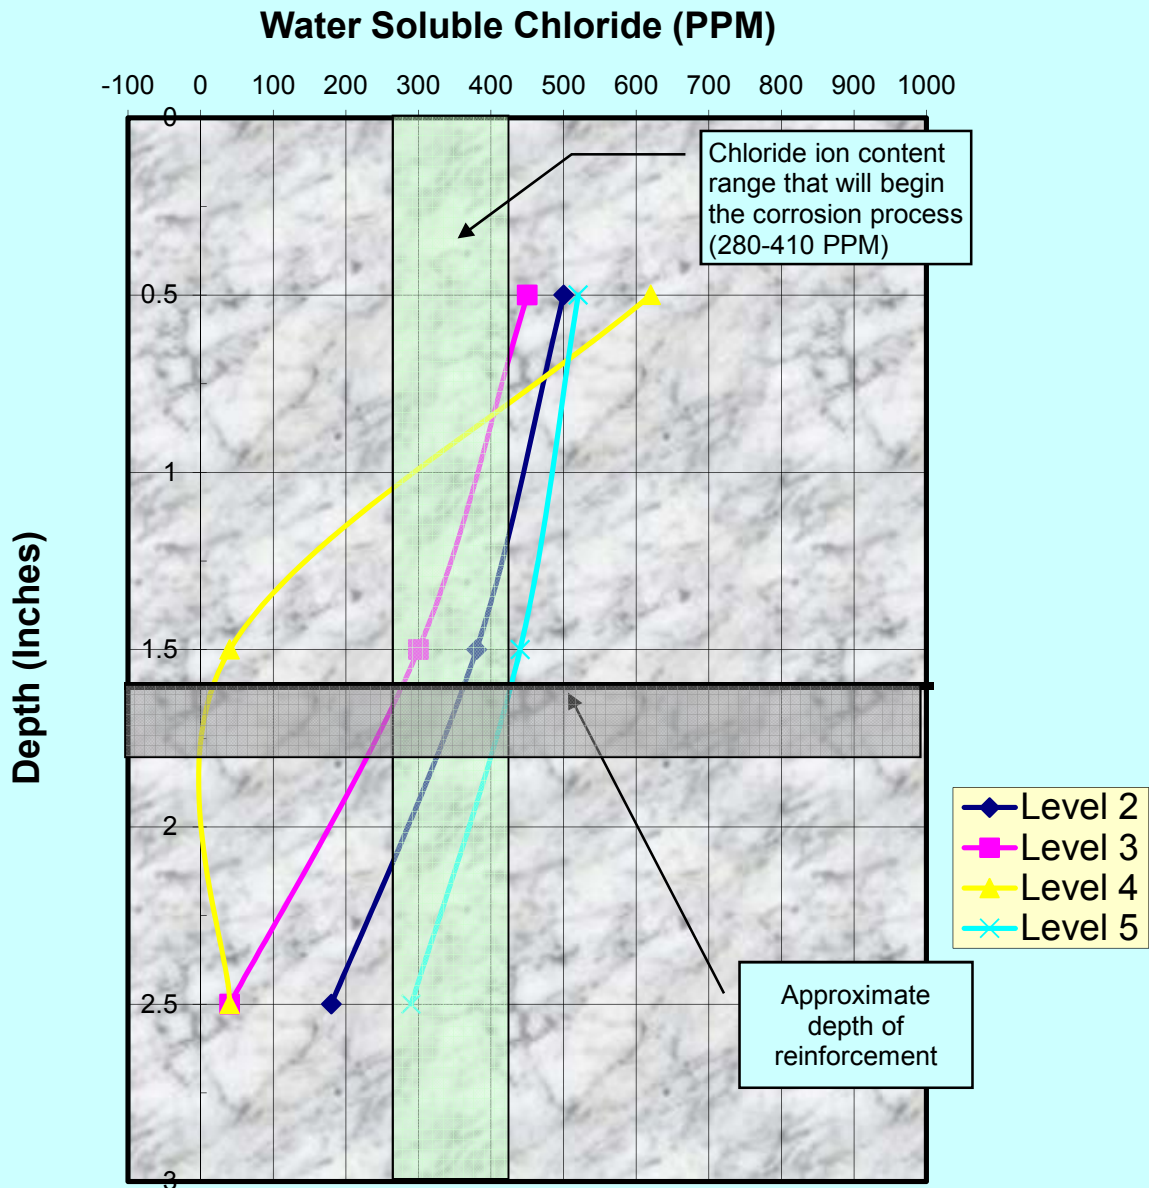 Water Soluble Chloride (PPM)
-100 0 100 200 300 400 500 600 700 800 900 1000
0
Chloride ion content
range that will begin
the corrosion process
(280-410 PPM)
0.5
1
1.5
Depth (Inches)
2
Level 2
Level 3
Level 4
Level 5
2.5
Approximate
depth of
reinforcement
3